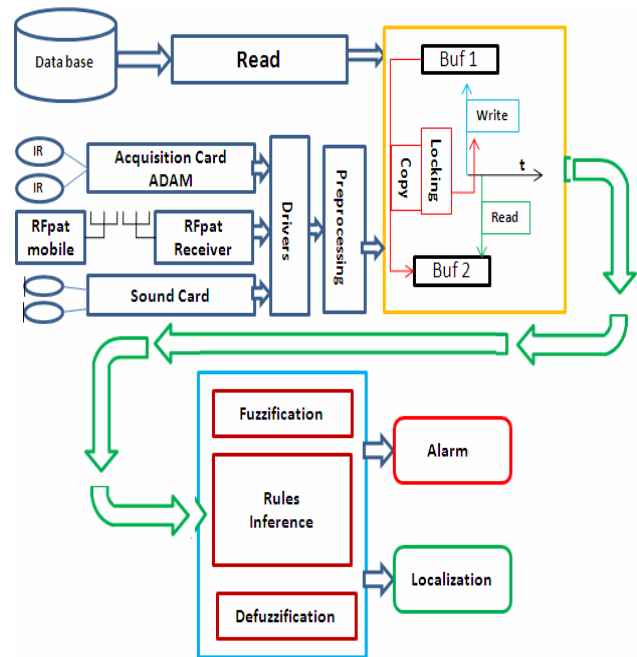 Data base
Read
Buf 1
Write
IR
IR
Acquisition Card
ADAM
Drivers
Preprocessing
Copy
Locking
t
Read
RFpat
mobile
RFpat
Receiver
Buf 2
Sound Card
Fuzzification
Alarm
Rules
Inference
Localization
Defuzzification